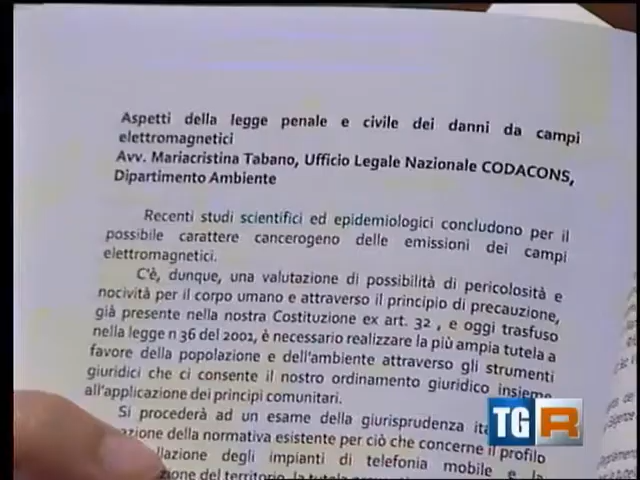 Aspetti della legge penale e civile dei danni da campi
elettromagnetici
Avv. Mariacristina Tabano, Ufficio Legale Nazionale CODACONS,
Dipartimento Ambiente
Recenti studi scientifici ed epidemiologici concludono per il
possibile carattere cancerogeno delle emissioni dei campi
elettromagnetici.
C'è, dunque, una valutazione di possibilità di pericolosità e
nocività per il corpo umano e attraverso il principio di precauzione,
già presente nella nostra Costituzione ex art. 32 , e oggi trasfuso
nella legge n 36 del 2001, è necessario realizzare la più ampia tutela a
favore della popolazione e dell'ambiente attraverso gli strumenti
giuridici che ci consente il nostro ordinamento giuridico insieme
all'applicazione dei principi comunitari.
Si procederà ad un esame della giurisprudenza
della normativa esistente per ciò che concerne il profilo
degli impianti di telefonia mobile e la
del territorio, la tutela
TGR